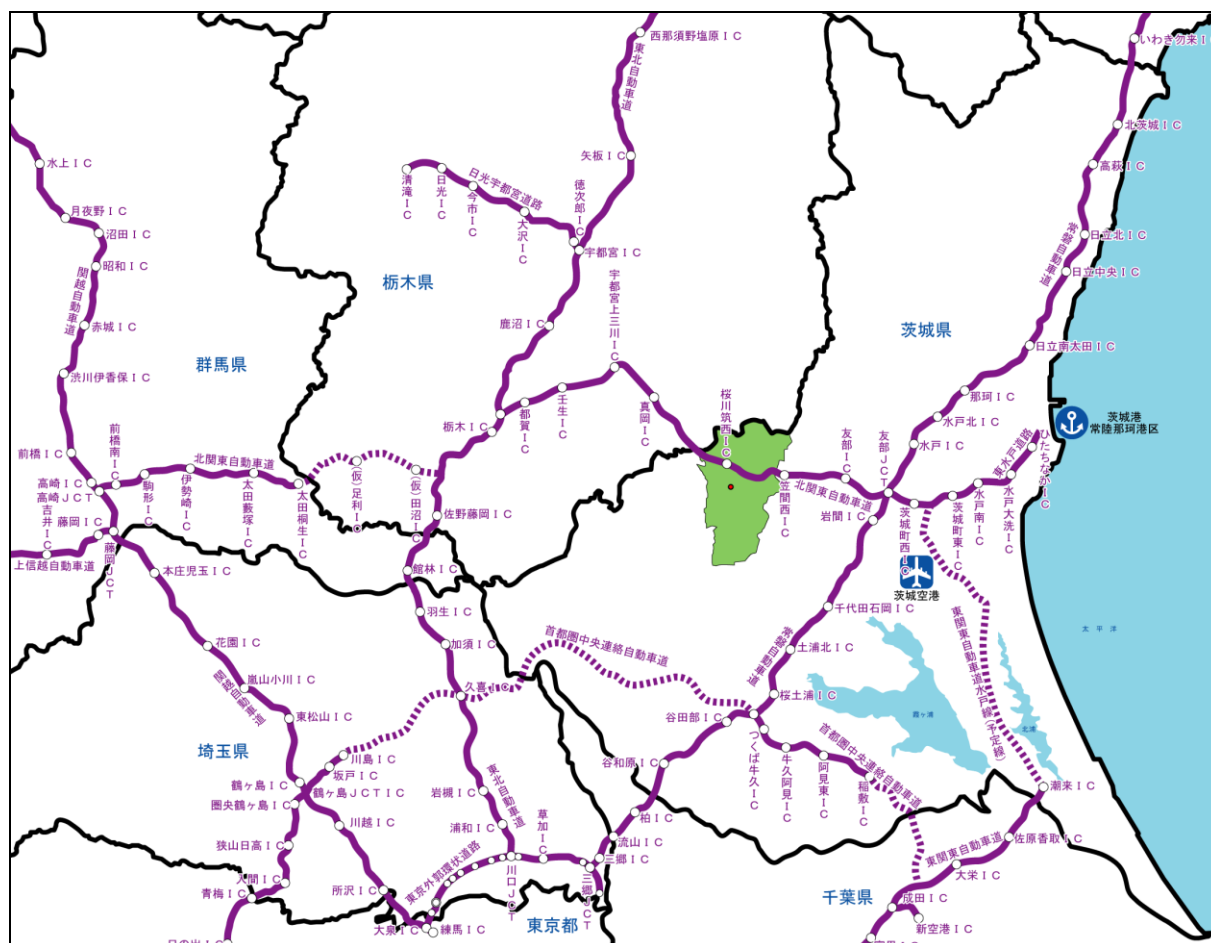 西那須野塩原ＩＣ
東北自動車道
いわき勿来Ｉ
北茨城ＩＣ
高萩ＩＣ
日立北ＩＣ
常磐自動車道
日立中央ＩＣ
日立南太田ＩＣ
那珂ＩＣ
水戸北ＩＣ
水戸ＩＣ
矢板ＩＣ
徳次郎ＩＣ
日光宇都宮道路
清滝ＩＣ
日光ＩＣ
今市ＩＣ
大沢ＩＣ
宇都宮ＩＣ
宇都宮上三川ＩＣ
鹿沼ＩＣ
栃木県
茨城県
群馬県
水上ＩＣ
月夜野ＩＣ
沼田ＩＣ
昭和ＩＣ
関越自動車道
赤城ＩＣ
渋川伊香保ＩＣ
前橋ＩＣ
前橋南ＩＣ
高崎ＩＣ
高崎ＪＣＴ
吉井ＩＣ
藤岡ＩＣ
藤岡ＪＣＴ
上信越自動車道
駒形ＩＣ
伊勢崎ＩＣ
北関東自動車道
太田藪塚ＩＣ
太田桐生ＩＣ
(仮)足利ＩＣ
(仮)田沼ＩＣ
栃木ＩＣ
都賀ＩＣ
壬生ＩＣ
真岡ＩＣ
桜川筑西ＩＣ
笠間西ＩＣ
北関東自動車道
友部ＩＣ
友部ＪＣＴ
岩間ＩＣ
茨城町西ＩＣ
茨城町東ＩＣ
水戸南ＩＣ
水戸大洗ＩＣ
東水戸道路
ひたちなかＩＣ
茨城港
常陸那珂港区
茨城空港
東関東自動車道水戸線(予定線)
太平洋
霞ヶ浦
北浦
佐野藤岡ＩＣ
館林ＩＣ
羽生ＩＣ
加須ＩＣ
久喜ＩＣ
首都圏中央連絡自動車道
千代田石岡ＩＣ
土浦北ＩＣ
常磐自動車道
桜土浦ＩＣ
谷田部ＩＣ
つくば牛久ＩＣ
牛久阿見ＩＣ
阿見東ＩＣ
稲敷ＩＣ
首都圏中央連絡自動車道
谷和原ＩＣ
柏ＩＣ
流山ＩＣ
三郷ＩＣ
三郷ＪＣＴ
潮来ＩＣ
佐原香取ＩＣ
東関東自動車道
大栄ＩＣ
成田ＩＣ
新空港ＩＣ
千葉県
本庄児玉ＩＣ
花園ＩＣ
嵐山小川ＩＣ
関越自動車道
東松山ＩＣ
埼玉県
川島ＩＣ
坂戸ＩＣ
鶴ヶ島ＩＣ
鶴ヶ島ＪＣＴＩＣ
圏央鶴ヶ島ＩＣ
川越ＩＣ
狭山日高ＩＣ
入間ＩＣ
青梅ＩＣ
所沢ＩＣ
大泉ＩＣ
練馬ＩＣ
東京外郭環状道路
岩槻ＩＣ
東北自動車道
浦和ＩＣ
川口ＪＣＴ
草加ＩＣ
東京都